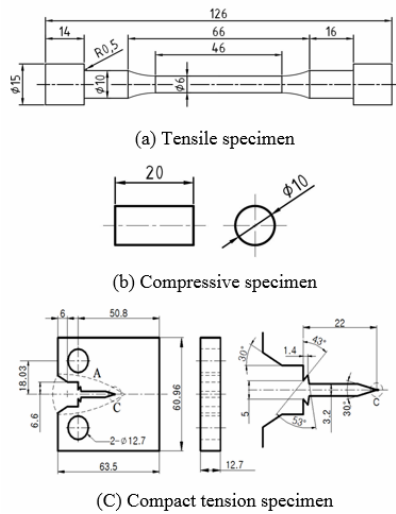 126
14
66
16
R0,5
46
Φ15
Φ10
Φ6
(a) Tensile specimen
20
Φ10
(b) Compressive specimen
6
50.8
22
43°
A
1.4
30°
18.03
C
60.96
C
6.6
5
3.2
30°
53°
2-Φ12.7
63.5
12.7
(C) Compact tension specimen